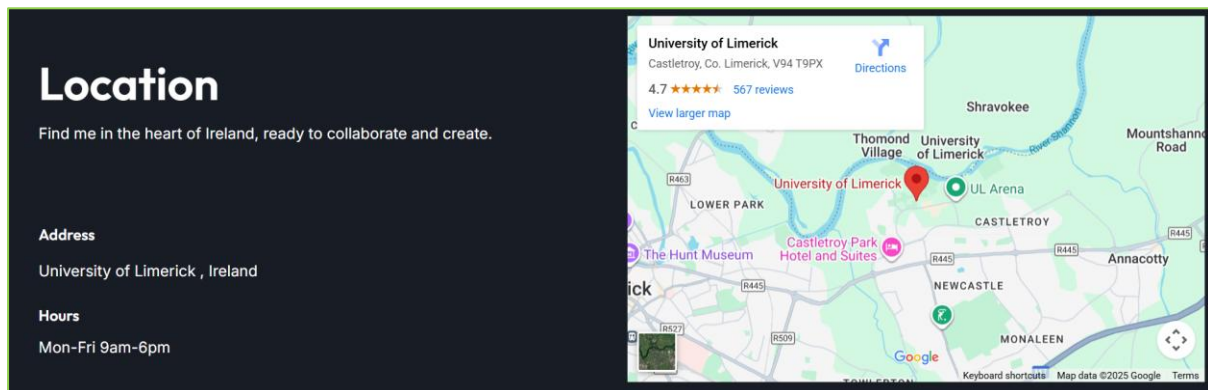 Location
Find me in the heart of Ireland, ready to collaborate and create.
Address
University of Limerick , Ireland
Hours
Mon-Fri 9am-6pm
University of Limerick
Castletroy, Co. Limerick, V94 T9PX
Directions
4.7
567 reviews
View larger map
Shravokee
Thomond
Village
University
of Limerick
River Shannon
Road
R463
University of Limerick
UL Arena
LOWER PARK
CASTLETROY
R445
Castletroy Park
Hotel and Suites
The Hunt Museum
R445
R445
Annacotty
ick
R445
NEWCASTLE
R527
R509
MONALEEN
Google
Keyboard shortcuts
Map data ©2025 Google
Terms